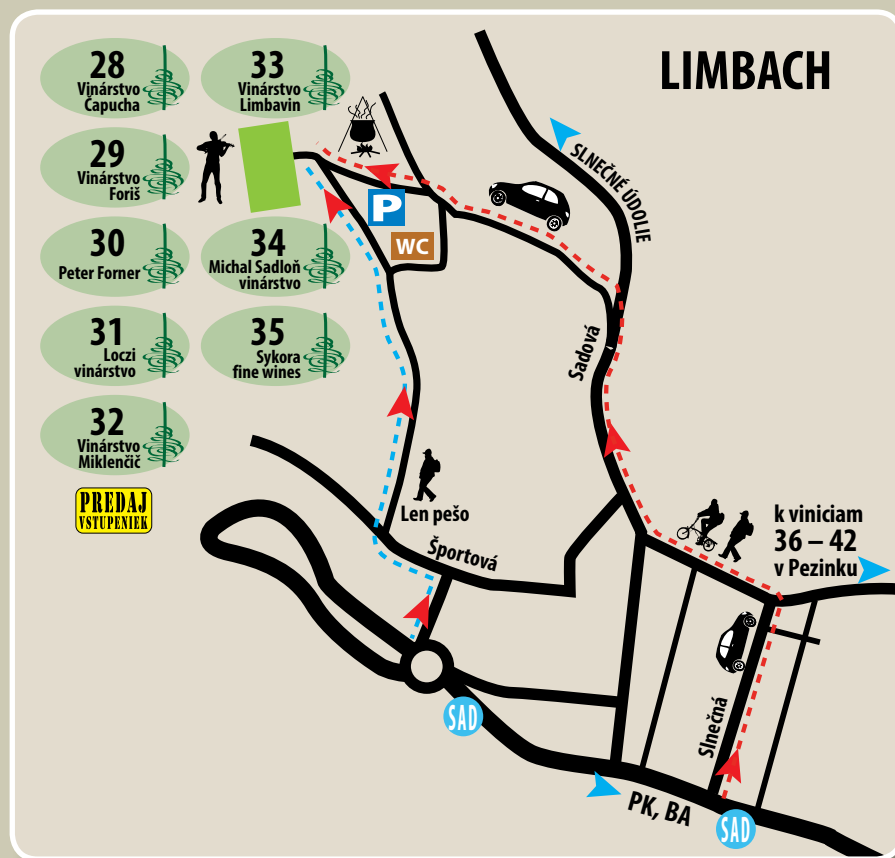 LIMBACH
28
Vinárstvo
Čapucha
33
Vinárstvo
Limbavin
29
Vinárstvo
Foriš
30
Peter Forner
34
Michal Sadloň
vinárstvo
31
Loczi
vinárstvo
35
Sykora
fine wines
32
Vinárstvo
Miklenčič
PREDAJ
VSTUPENIEK
P
WC
SLNEČNÉ ÚDOLIE
Sadová
Len pešo
Športová
k viniciam
36 – 42
v Pezinku
Slnečná
SAD
PK, BA
SAD